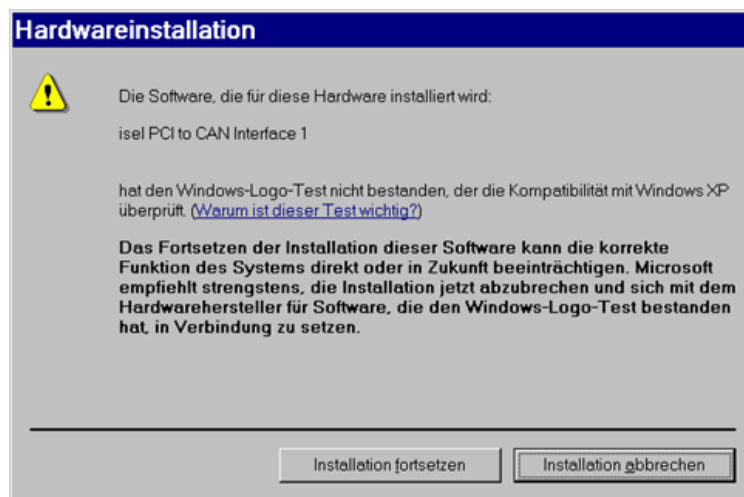 Hardwareinstallation
Die Software, die für diese Hardware installiert wird:
isel PCI to CAN Interface 1
hat den Windows-Logo-Test nicht bestanden, der die Kompatibilität mit Windows XP
überprüft. (Warum ist dieser Test wichtig?)
Das Fortsetzen der Installation dieser Software kann die korrekte
Funktion des Systems direkt oder in Zukunft beeinträchtigen. Microsoft
empfiehlt strengstens, die Installation jetzt abzubrechen und sich mit dem
Hardwarehersteller für Software, die den Windows-Logo-Test bestanden
hat, in Verbindung zu setzen.
Installation fortsetzen
Installation abbrechen